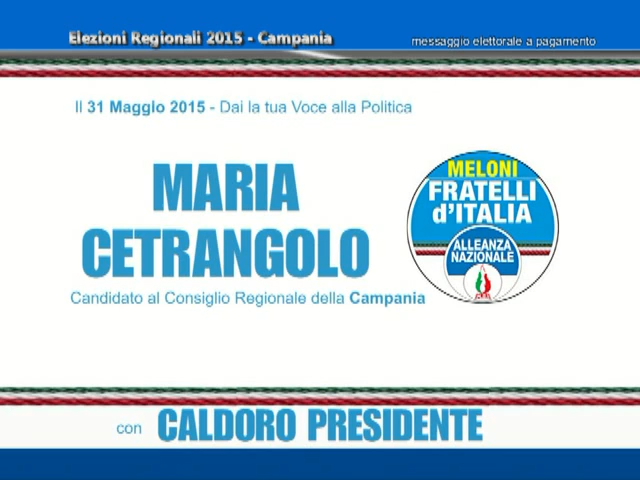 Elezioni Regionali 2015 - Campania
messaggio elettorale a pagamento
Il 31 Maggio 2015 - Dai la tua Voce alla Politica
MARIA
CETRANGOLO
Candidato al Consiglio Regionale della Campania
MELONI
FRATELLI
d'ITALIA
ALLEANZA
NAZIONALE
con CALDORO PRESIDENTE